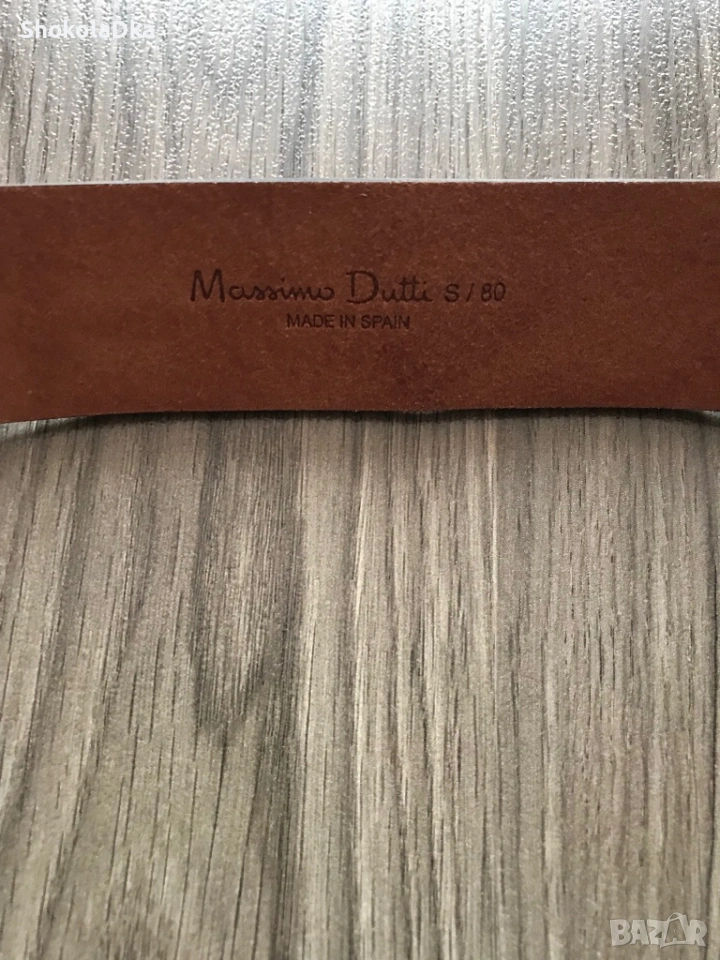 ShokolaDka
Massimo Dutti S / 80
MADE IN SPAIN
BAZAR